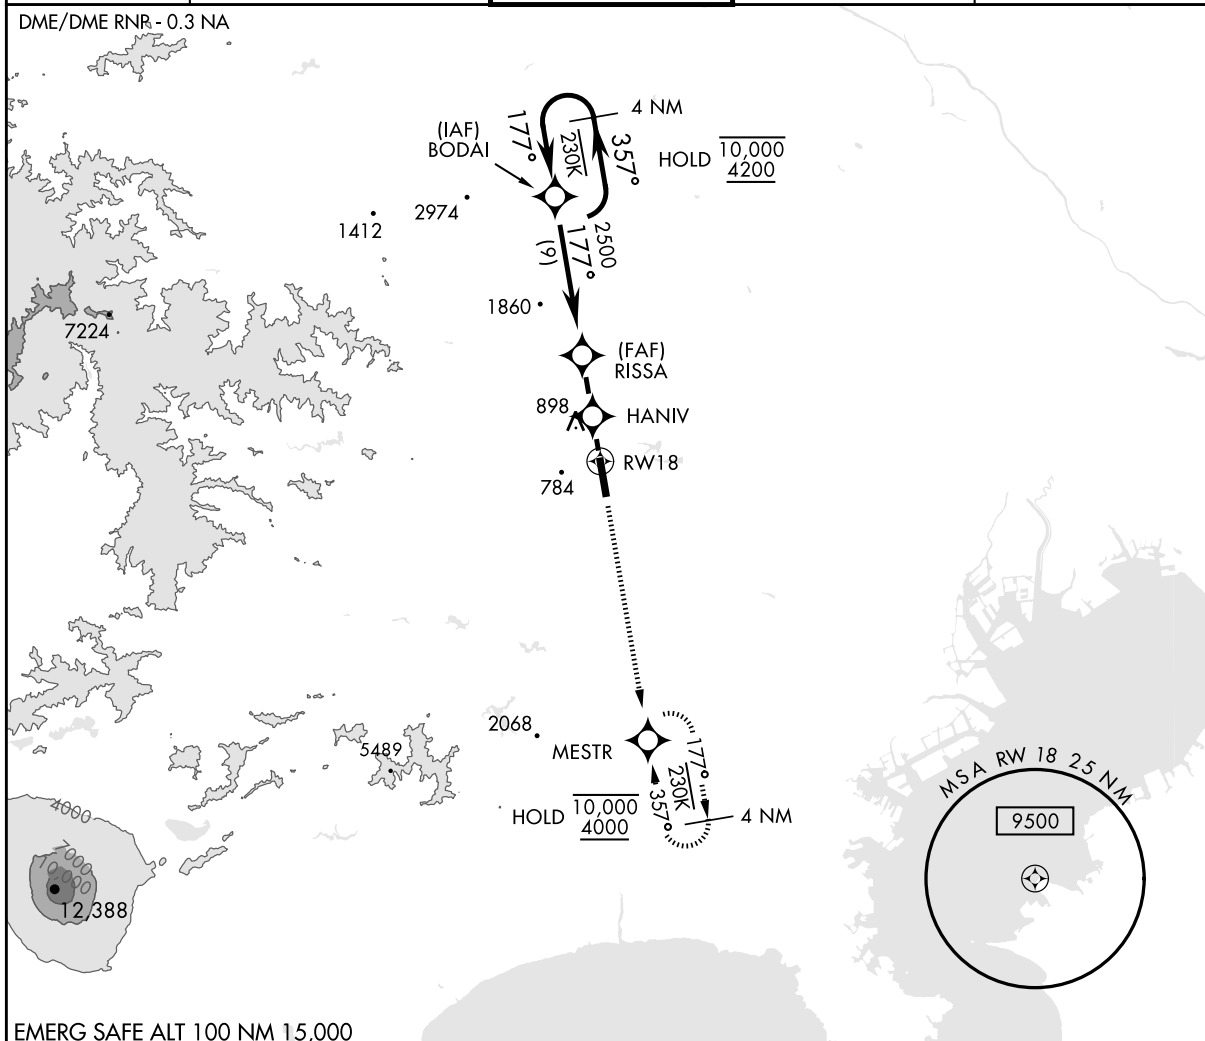 DME/DME RNP - 0.3 NA
4 NM
177°
(IAF)
BODAI
230K
357°
HOLD 10,000
4200
2974
1412
2500
177°
(9)
1860
7224
(FAF)
RISSA
898
HANIV
RW18
784
2068
MESTR
5489
177°
230K
357°
HOLD 10,000
4000
4 NM
MSA RW 18 25 NM
9500
4000
7000
10000
12,388
EMERG SAFE ALT 100 NM 15,000